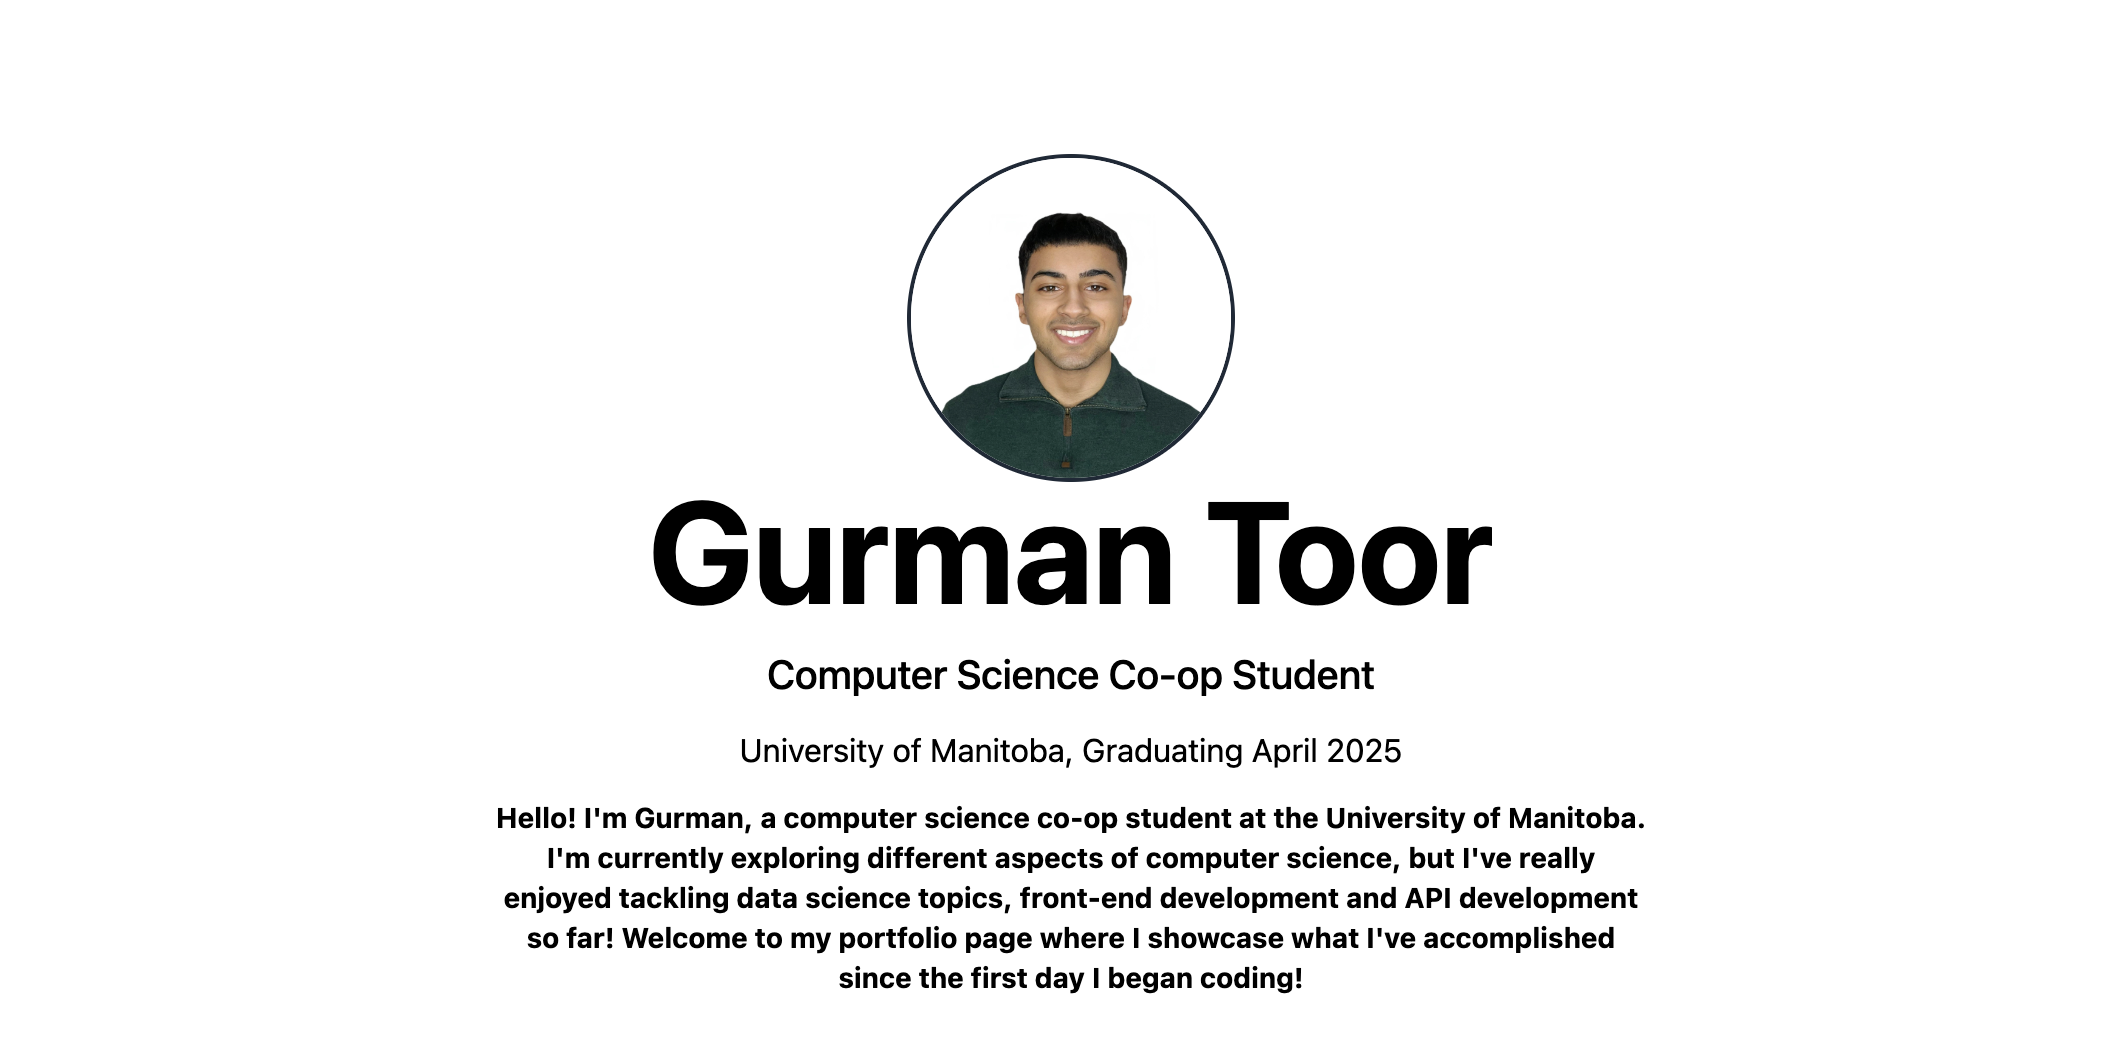 Gurman Toor
Computer Science Co-op Student
University of Manitoba, Graduating April 2025
Hello! I'm Gurman, a computer science co-op student at the University of Manitoba.
I'm currently exploring different aspects of computer science, but I've really
enjoyed tackling data science topics, front-end development and API development
so far! Welcome to my portfolio page where I showcase what I've accomplished
since the first day I began coding!